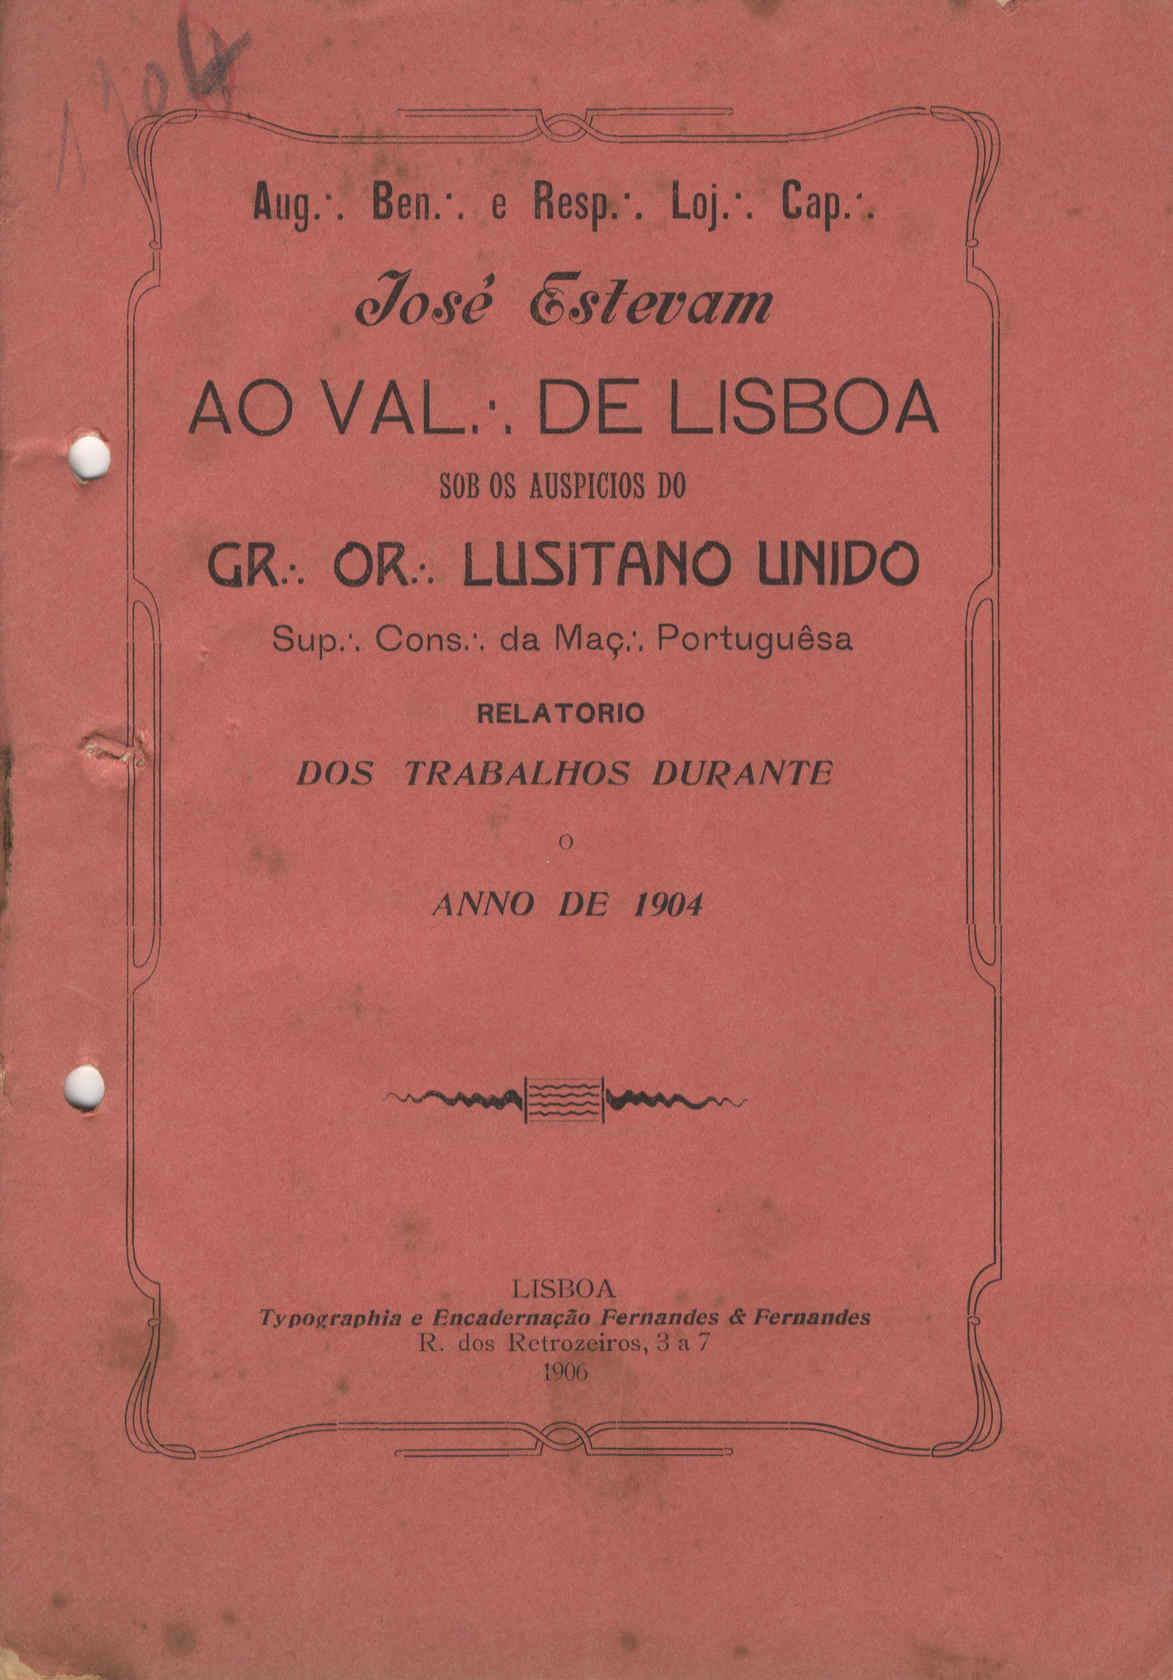 Aug.·. Ben.·. e Resp.·. Loj.·. Cap.·.
José Estevam
AO VAL.·. DE LISBOA
SOB OS AUSPICIOS DO
GR.·. OR.·. LUSITANO UNIDO
Sup.·. Cons.·. da Maç.·. Portuguêsa
RELATORIO
DOS TRABALHOS DURANTE
O
ANNO DE 1904
LISBOA
Typographia e Encadernação Fernandes & Fernandes
R. dos Retrozeiros, 3 a 7
1906